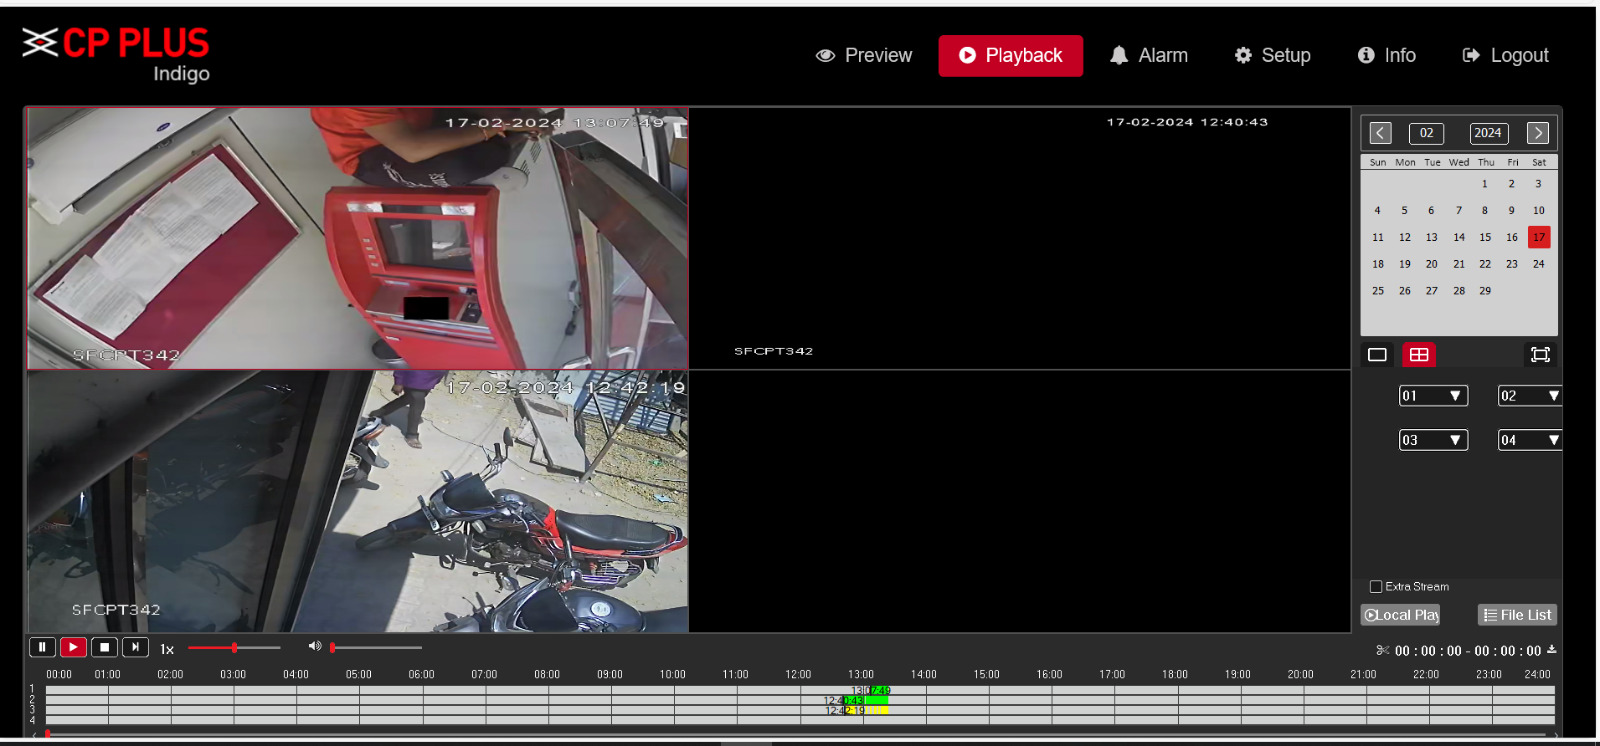 CP PLUS
Indigo
Preview
Playback
Alarm
Setup
Info
Logout
17-02-2024 13:07:49
SFCPT342
17-02-2024 12:40:43
SFCPT342
17-02-2024 12:42:19
SFCPT342
02 2024
Sun Mon Tue Wed Thu Fri Sat
1 2 3
4 5 6 7 8 9 10
11 12 13 14 15 16 17
18 19 20 21 22 23 24
25 26 27 28 29
01 02
03 04
Extra Stream
Local Play
File List
1x
00 : 00 : 00 - 00 : 00 : 00
00:00 01:00 02:00 03:00 04:00 05:00 06:00 07:00 08:00 09:00 10:00 11:00 12:00 13:00 14:00 15:00 16:00 17:00 18:00 19:00 20:00 21:00 22:00 23:00 24:00
1 13:07:49
2 12:40:43
3 12:42:19
4